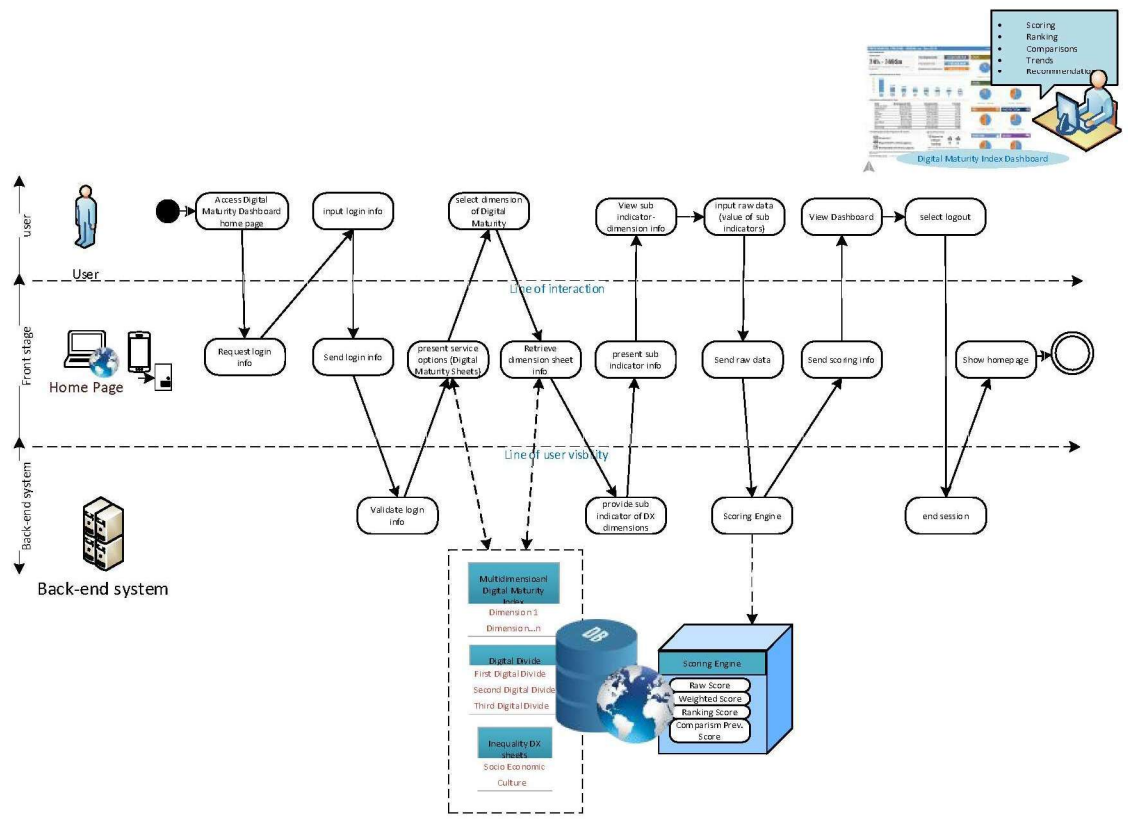 Scoring
Ranking
Comparisons
Trends
Recommendation
Digital Maturity Index Dashboard
user
User
Access Digital
Maturity Dashboard
home page
input login info
select dimension
of Digital
Maturity
View sub
indicator-
dimension info
input raw data
(value of sub
indicators)
View Dashboard
select logout
Line of interaction
Front stage
Home Page
Request login
info
Send login info
present service
options (Digital
Maturity Sheets)
Retrieve
dimension sheet
info
present sub
indicator info
Send raw data
Send scoring info
Show homepage
Line of user visbility
Back-end system
Back-end system
Validate login
info
provide sub
indicator of DX
dimensions
Scoring Engine
end session
Multidimensioanl
Digital Maturity
Index
Dimension 1
Dimension...n
Digital Divide
First Digital Divide
Second Digital Divide
Third Digital Divide
Inequality DX
sheets
Socio Economic
Culture
DB
Scoring Engine
Raw Score
Weighted Score
Ranking Score
Comparism Prev.
Score